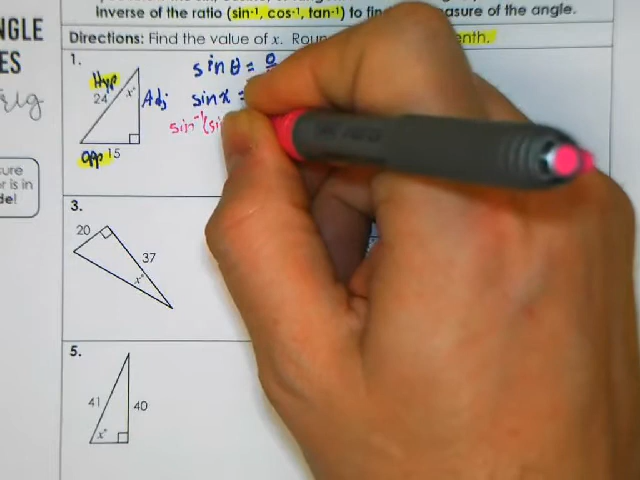 Inverse of the ratio (sin⁻¹, cos⁻¹, tan⁻¹) to fin asure of the angle.
NGLE
ES
rig
sure
r is in
de!
Directions: Find the value of x. Roun enth.
1.
Hyp
24
x°
Adj
opp 15
sin θ = o
sin x =
sin⁻¹(si
3.
20
37
x°
5.
41
40
x°